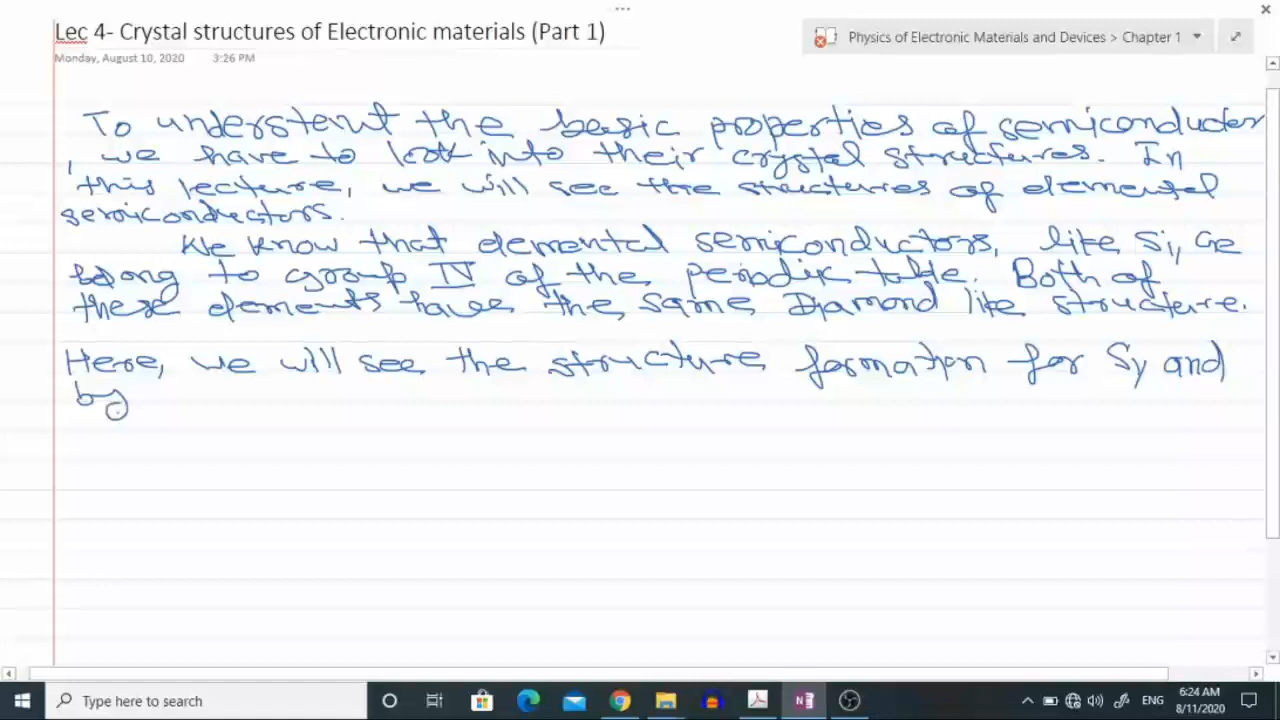 Lec 4- Crystal structures of Electronic materials (Part 1)
Physics of Electronic Materials and Devices > Chapter 1
Monday, August 10, 2020 3:26 PM
To the basic properties of semiconductor
, we have to look into their crystal structures. In
this lecture, we will see the structures of elemental
semiconductors.
We know that elemental semiconductors, like Si, Ge
belong to group IV of the periodic table. Both of
these elements have the same Diamond like structure.
Here, we will see the structure formation for Si, and
by
Type here to search
ENG
6:24 AM
8/11/2020